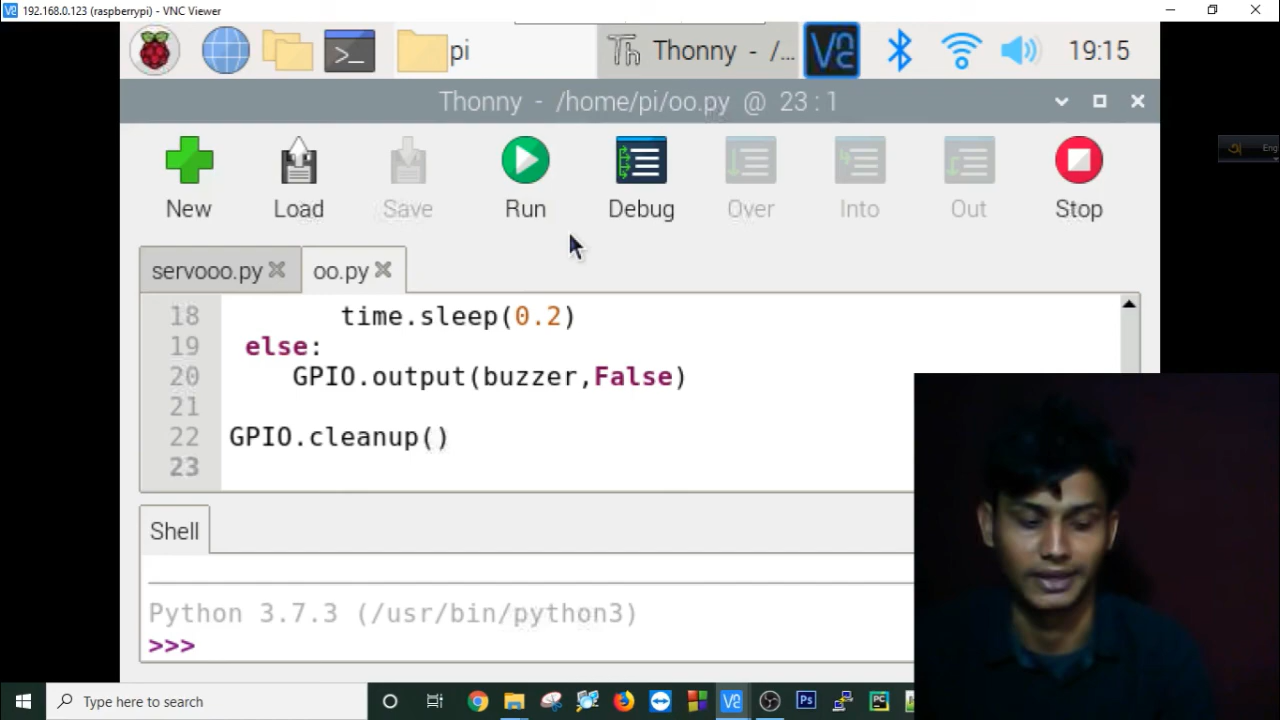 192.168.0.123 (raspberrypi) - VNC Viewer
pi
Thonny - /...
19:15
Thonny - /home/pi/oo.py @ 23 : 1
New
Load
Save
Run
Debug
Over
Into
Out
Stop
অ Eng
servooo.py
oo.py
18 time.sleep(0.2)
19 else:
20 GPIO.output(buzzer,False)
21
22 GPIO.cleanup()
23
Shell
Python 3.7.3 (/usr/bin/python3)
>>>
Type here to search